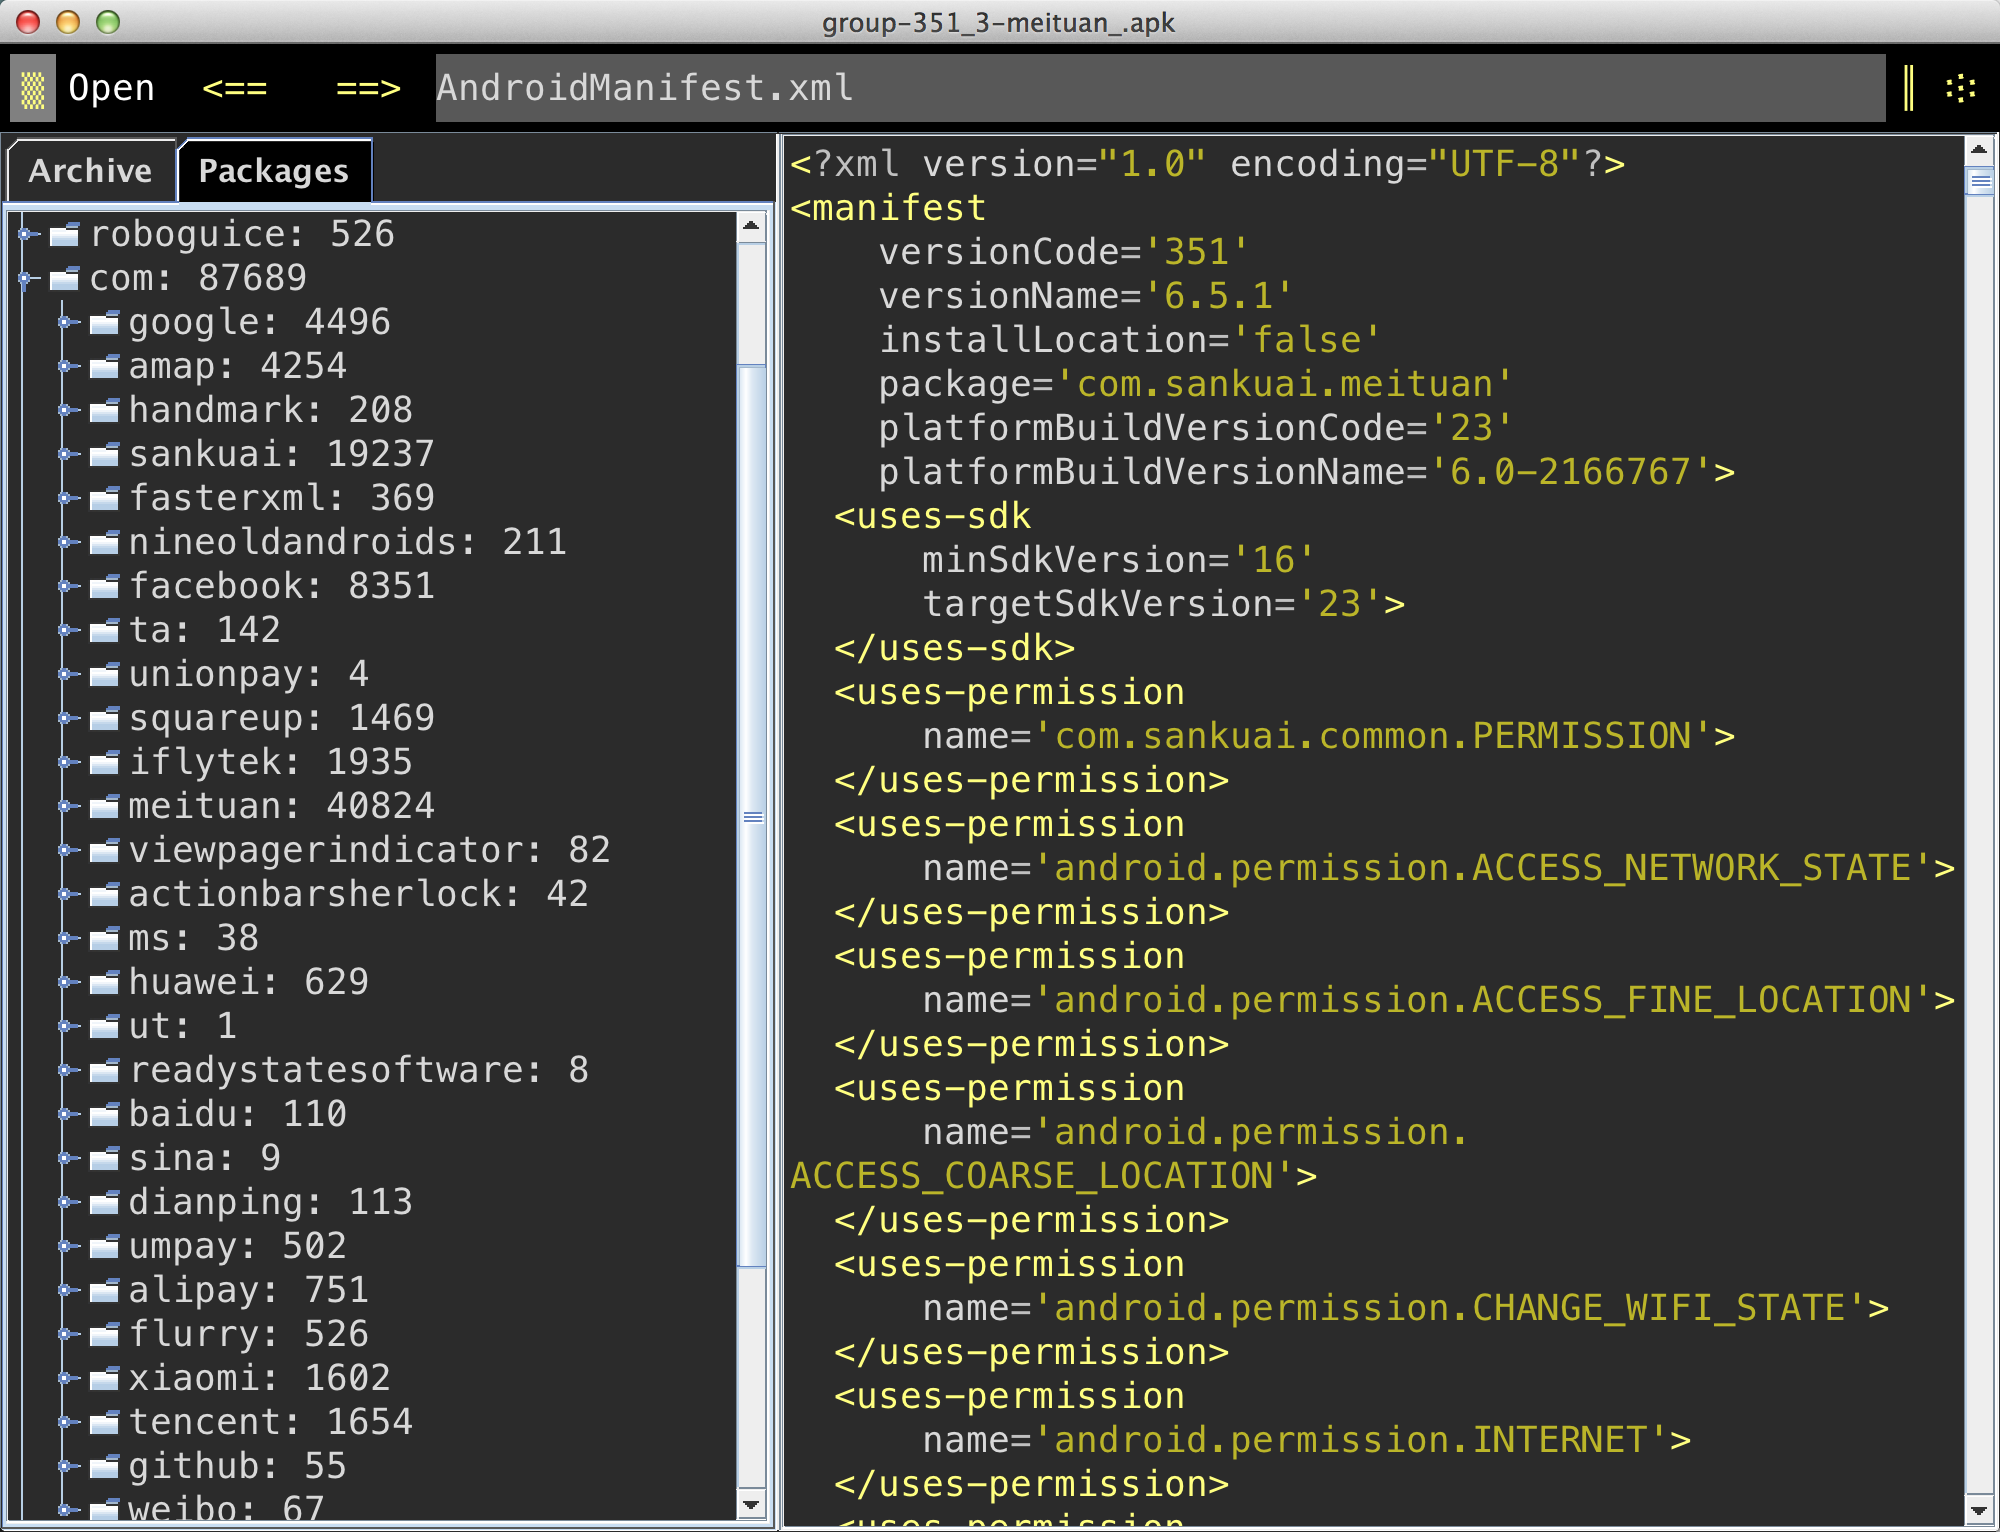 group-351_3-meituan_.apk
Open <== ==> AndroidManifest.xml
Archive Packages
roboguice: 526
com: 87689
google: 4496
amap: 4254
handmark: 208
sankuai: 19237
fasterxml: 369
nineoldandroids: 211
facebook: 8351
ta: 142
unionpay: 4
squareup: 1469
iflytek: 1935
meituan: 40824
viewpagerindicator: 82
actionbarsherlock: 42
ms: 38
huawei: 629
ut: 1
readystatesoftware: 8
baidu: 110
sina: 9
dianping: 113
umpay: 502
alipay: 751
flurry: 526
xiaomi: 1602
tencent: 1654
github: 55
weibo: 67
<?xml version="1.0" encoding="UTF-8"?>
<manifest
versionCode='351'
versionName='6.5.1'
installLocation='false'
package='com.sankuai.meituan'
platformBuildVersionCode='23'
platformBuildVersionName='6.0-2166767'>
<uses-sdk
minSdkVersion='16'
targetSdkVersion='23'>
</uses-sdk>
<uses-permission
name='com.sankuai.common.PERMISSION'>
</uses-permission>
<uses-permission
name='android.permission.ACCESS_NETWORK_STATE'>
</uses-permission>
<uses-permission
name='android.permission.ACCESS_FINE_LOCATION'>
</uses-permission>
<uses-permission
name='android.permission.
ACCESS_COARSE_LOCATION'>
</uses-permission>
<uses-permission
name='android.permission.CHANGE_WIFI_STATE'>
</uses-permission>
<uses-permission
name='android.permission.INTERNET'>
</uses-permission>
<uses-permission